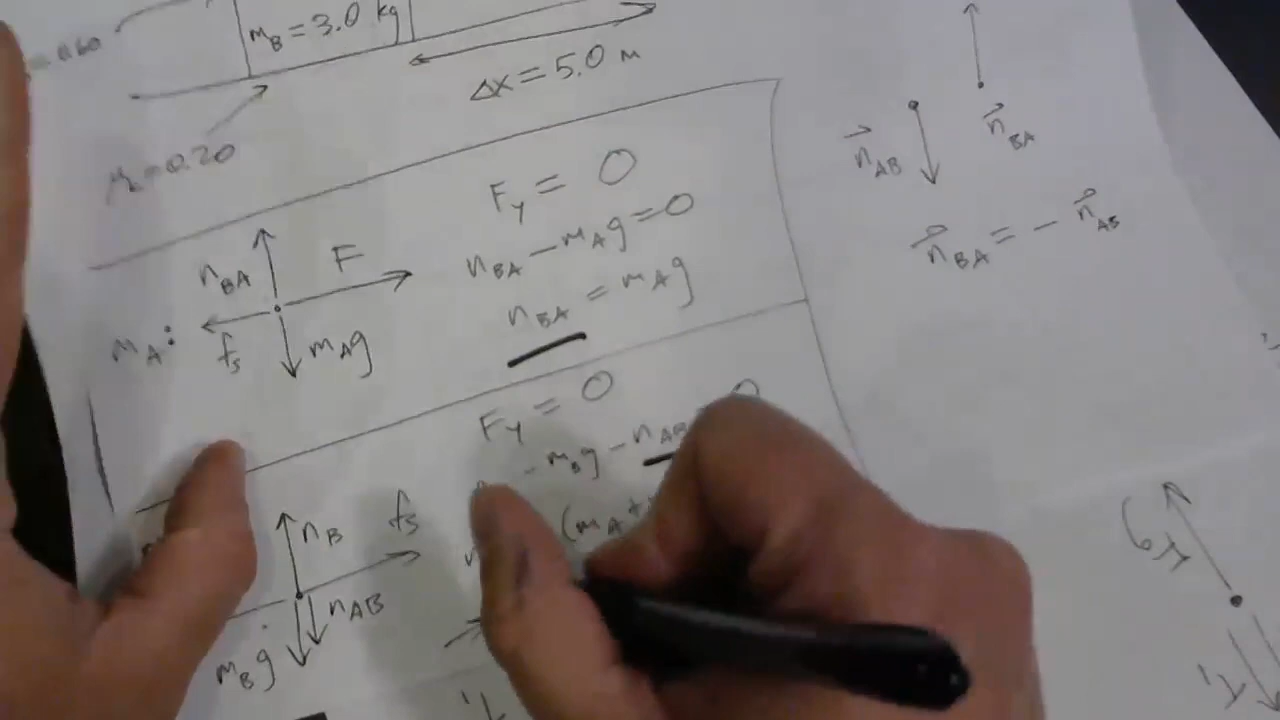 m_B = 3.0 kg
Δx = 5.0 m
= 0.20
F_y = 0
n_BA - m_A g = 0
n_BA = m_A g
n_BA
F
m_A:
f_s
m_A g
F_y = 0
- m_B g - n_AB
(m_A +
n_B
f_s
n_AB
m_B g
n_AB
n_BA
n_BA = - n_AB